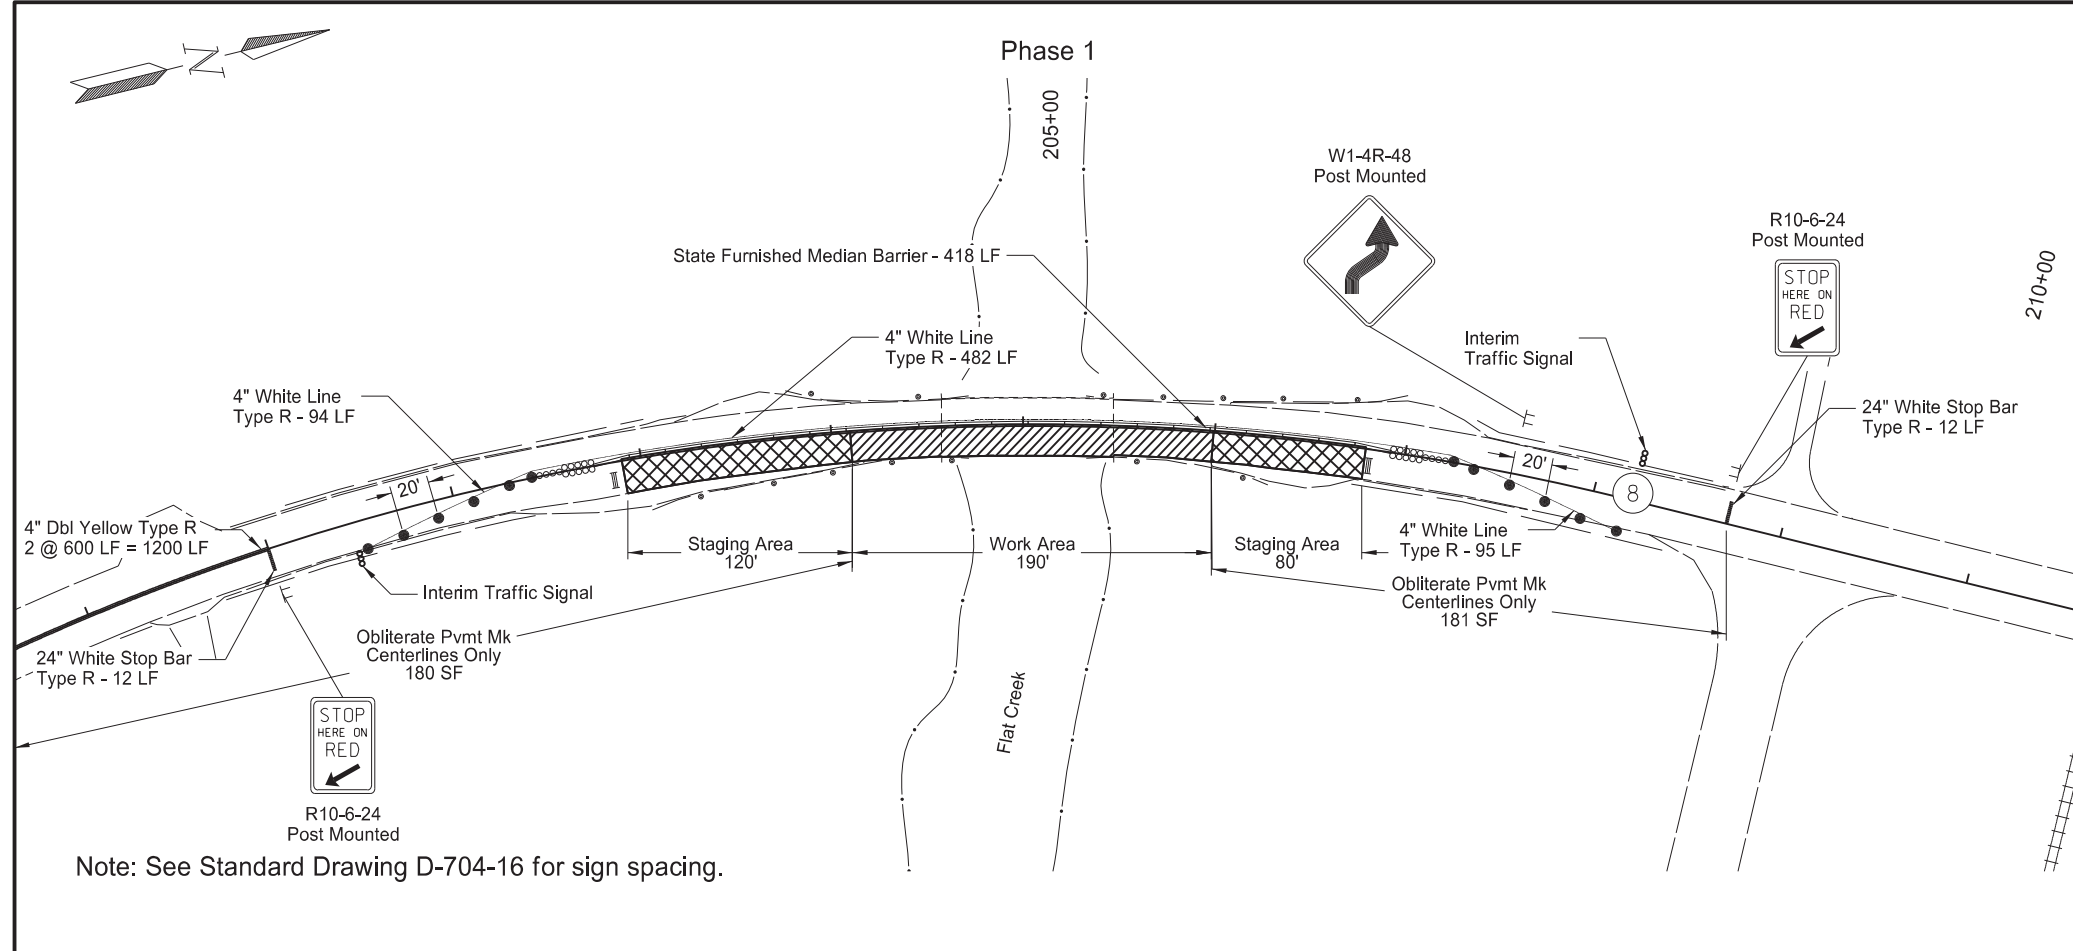 N
Phase 1
205+00
W1-4R-48
Post Mounted
R10-6-24
Post Mounted
STOP
HERE ON
RED
210+00
State Furnished Median Barrier - 418 LF
4" White Line
Type R - 482 LF
Interim
Traffic Signal
4" White Line
Type R - 94 LF
24" White Stop Bar
Type R - 12 LF
20'
20'
8
4" Dbl Yellow Type R
2 @ 600 LF = 1200 LF
4" White Line
Type R - 95 LF
Staging Area
120'
Work Area
190'
Staging Area
80'
Interim Traffic Signal
Obliterate Pvmt Mk
Centerlines Only
181 SF
Obliterate Pvmt Mk
Centerlines Only
180 SF
24" White Stop Bar
Type R - 12 LF
Flat Creek
STOP
HERE ON
RED
R10-6-24
Post Mounted
Note: See Standard Drawing D-704-16 for sign spacing.